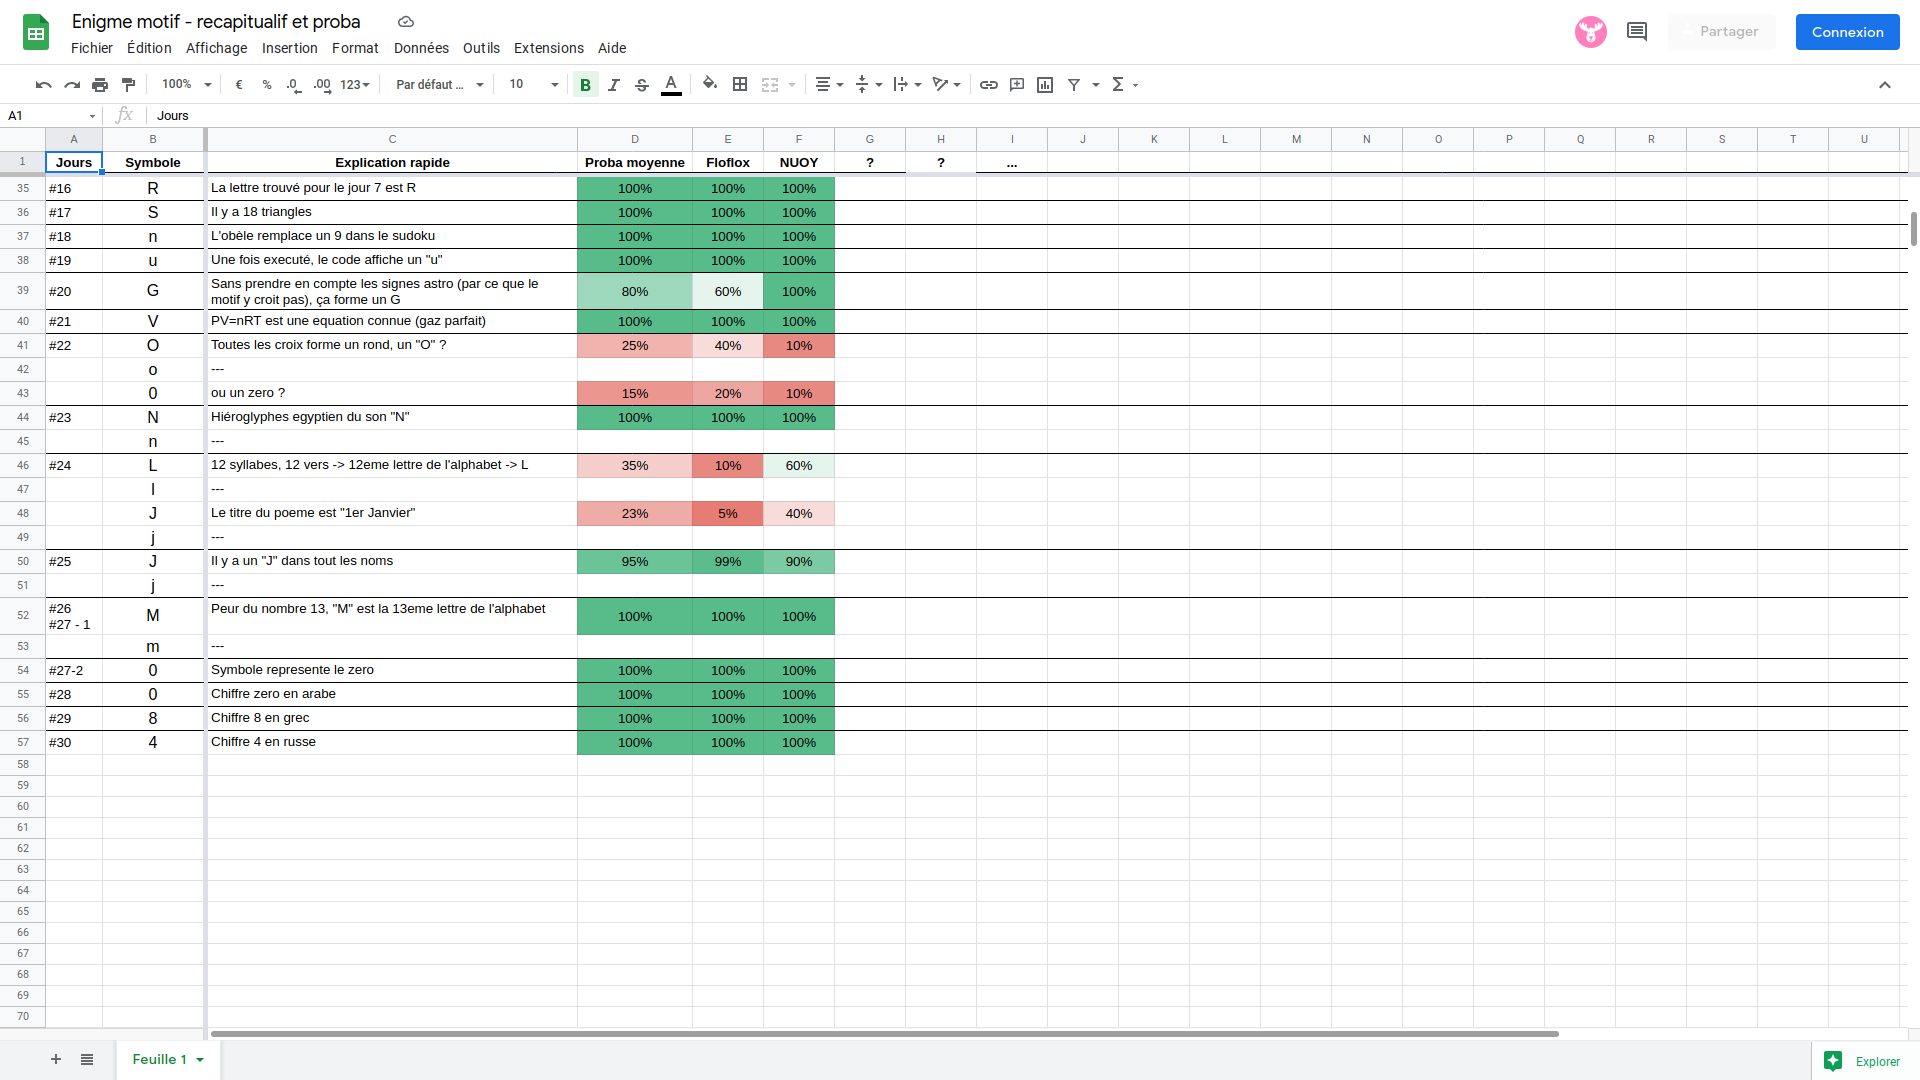 Enigme motif - recapitualif et proba
Fichier Édition Affichage Insertion Format Données Outils Extensions Aide
Partager
Connexion
100% € % .0 .00 123 Par défaut ... 10 B I S A Σ
A1 fx Jours
A B C D E F G H I J K L M N O P Q R S T U
1 Jours Symbole Explication rapide Proba moyenne Floflox NUOY ? ? ...
35 #16 R La lettre trouvé pour le jour 7 est R 100% 100% 100%
36 #17 S Il y a 18 triangles 100% 100% 100%
37 #18 n L'obèle remplace un 9 dans le sudoku 100% 100% 100%
38 #19 u Une fois executé, le code affiche un "u" 100% 100% 100%
39 #20 G Sans prendre en compte les signes astro (par ce que le
motif y croit pas), ça forme un G 80% 60% 100%
40 #21 V PV=nRT est une equation connue (gaz parfait) 100% 100% 100%
41 #22 O Toutes les croix forme un rond, un "O" ? 25% 40% 10%
42 o ---
43 0 ou un zero ? 15% 20% 10%
44 #23 N Hiéroglyphes egyptien du son "N" 100% 100% 100%
45 n ---
46 #24 L 12 syllabes, 12 vers -> 12eme lettre de l'alphabet -> L 35% 10% 60%
47 l ---
48 J Le titre du poeme est "1er Janvier" 23% 5% 40%
49 j ---
50 #25 J Il y a un "J" dans tout les noms 95% 99% 90%
51 j ---
52 #26
#27 - 1 M Peur du nombre 13, "M" est la 13eme lettre de l'alphabet 100% 100% 100%
53 m ---
54 #27-2 0 Symbole represente le zero 100% 100% 100%
55 #28 0 Chiffre zero en arabe 100% 100% 100%
56 #29 8 Chiffre 8 en grec 100% 100% 100%
57 #30 4 Chiffre 4 en russe 100% 100% 100%
58
59
60
61
62
63
64
65
66
67
68
69
70
+ Feuille 1
Explorer